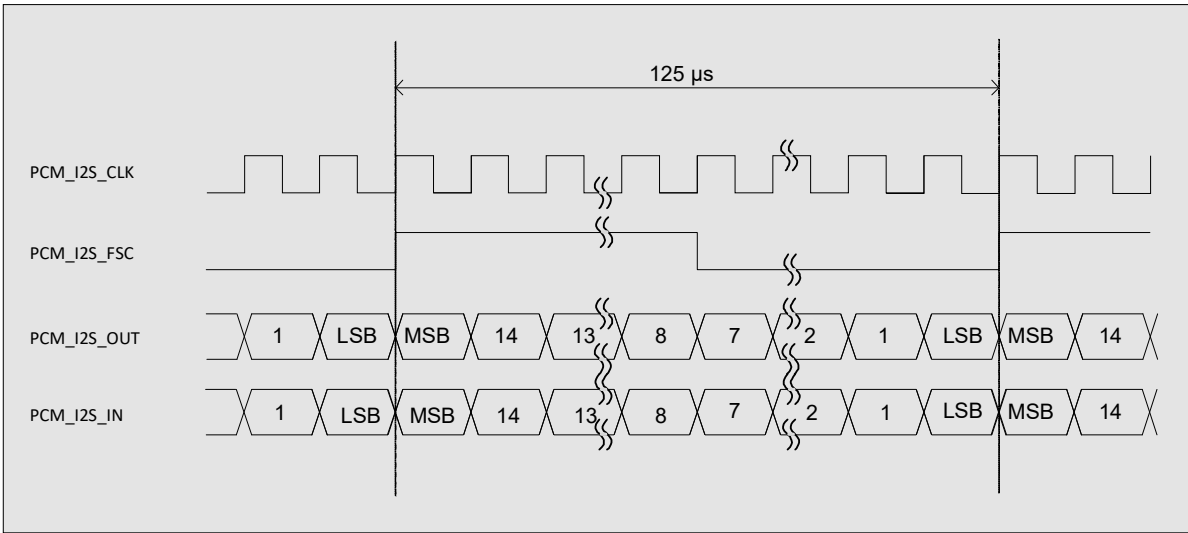 125 µs
PCM_I2S_CLK
PCM_I2S_FSC
PCM_I2S_OUT 1 LSB MSB 14 13 8 7 2 1 LSB MSB 14
PCM_I2S_IN 1 LSB MSB 14 13 8 7 2 1 LSB MSB 14